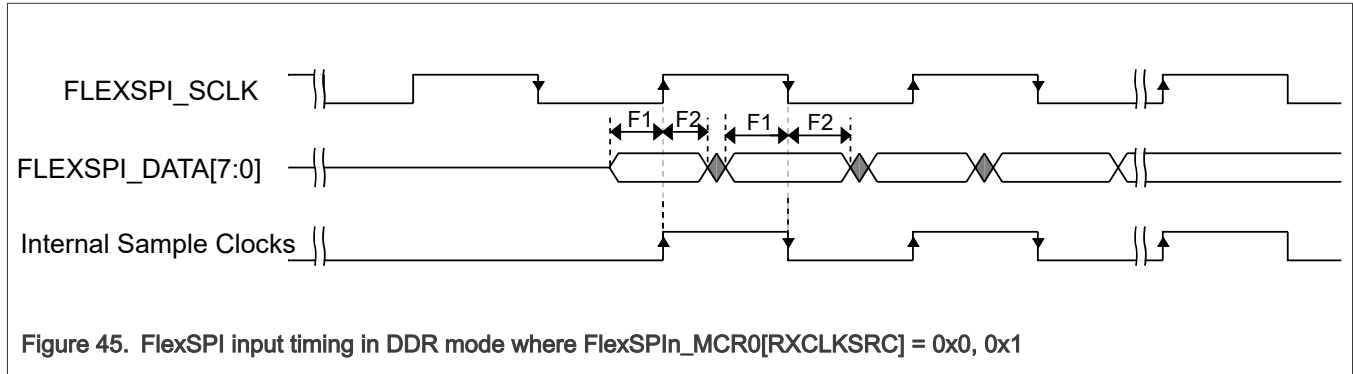 FLEXSPI_SCLK
F1 F2 F1 F2
FLEXSPI_DATA[7:0]
Internal Sample Clocks
Figure 45. FlexSPI input timing in DDR mode where FlexSPIn_MCR0[RXCLKSRC] = 0x0, 0x1